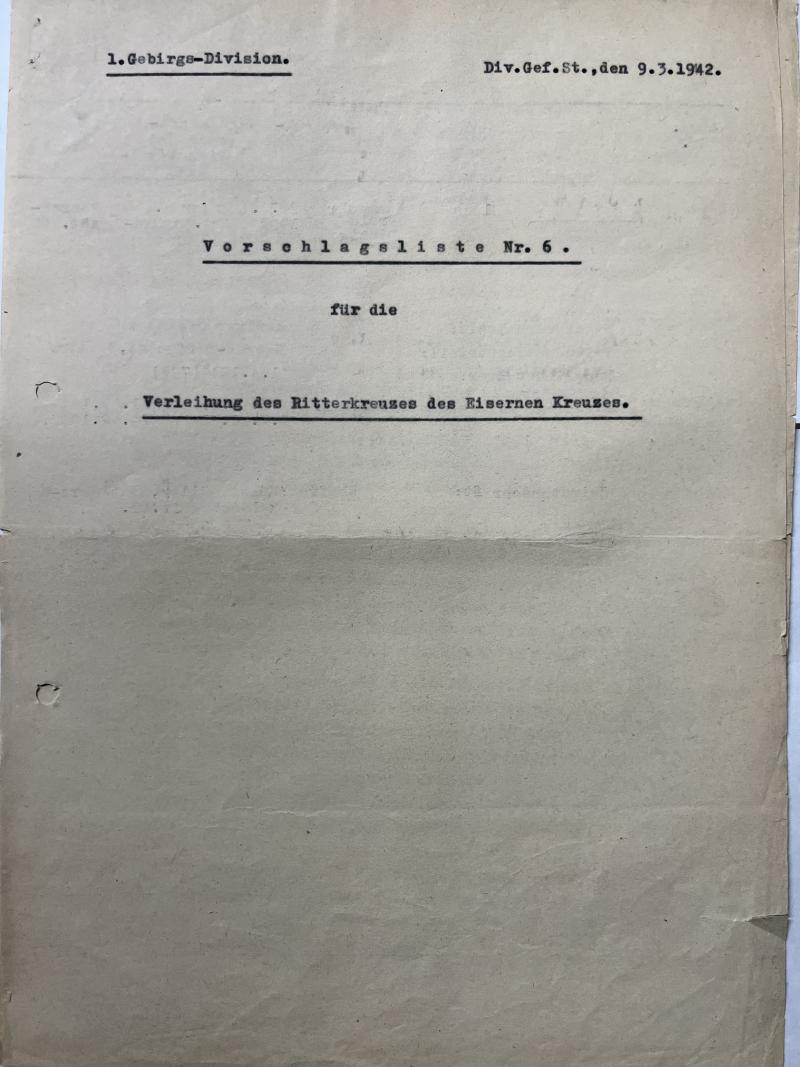 1.Gebirgs-Division.
Div.Gef.St.,den 9.3.1942.
Vorschlagsliste Nr. 6 .
für die
Verleihung des Ritterkreuzes des Eisernen Kreuzes.